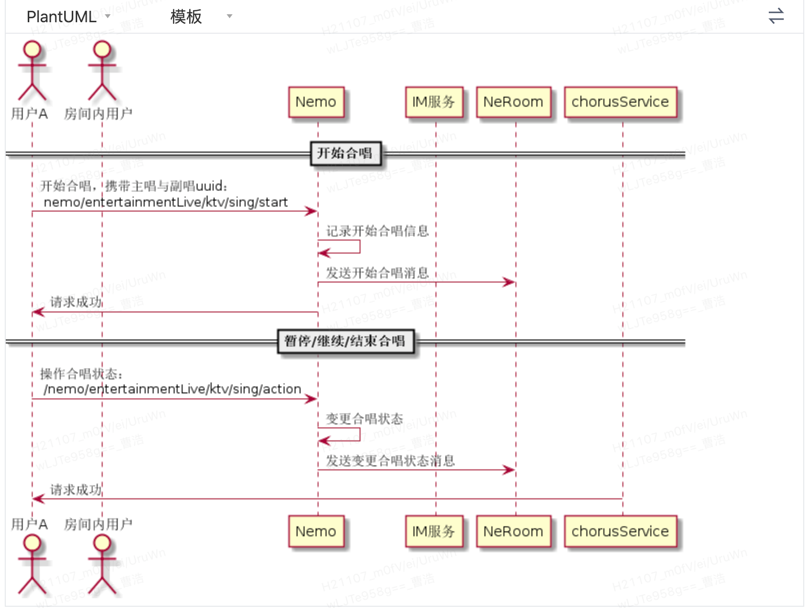 PlantUML
模板
用户A
房间内用户
Nemo
IM服务
NeRoom
chorusService
开始合唱
开始合唱，携带主唱与副唱uuid：
nemo/entertainmentLive/ktv/sing/start
记录开始合唱信息
发送开始合唱消息
请求成功
暂停/继续/结束合唱
操作合唱状态：
/nemo/entertainmentLive/ktv/sing/action
变更合唱状态
发送变更合唱状态消息
请求成功
用户A
房间内用户
Nemo
IM服务
NeRoom
chorusService